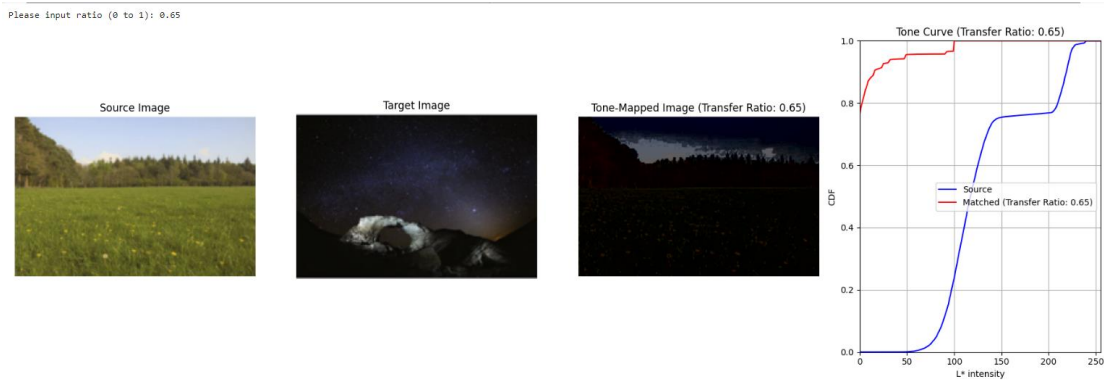 Please input ratio (0 to 1): 0.65
Source Image
Target Image
Tone-Mapped Image (Transfer Ratio: 0.65)
Tone Curve (Transfer Ratio: 0.65)
1.0
0.8
0.6
0.4
0.2
0.0
CDF
Source
Matched (Transfer Ratio: 0.65)
0
50
100
150
200
250
L* intensity